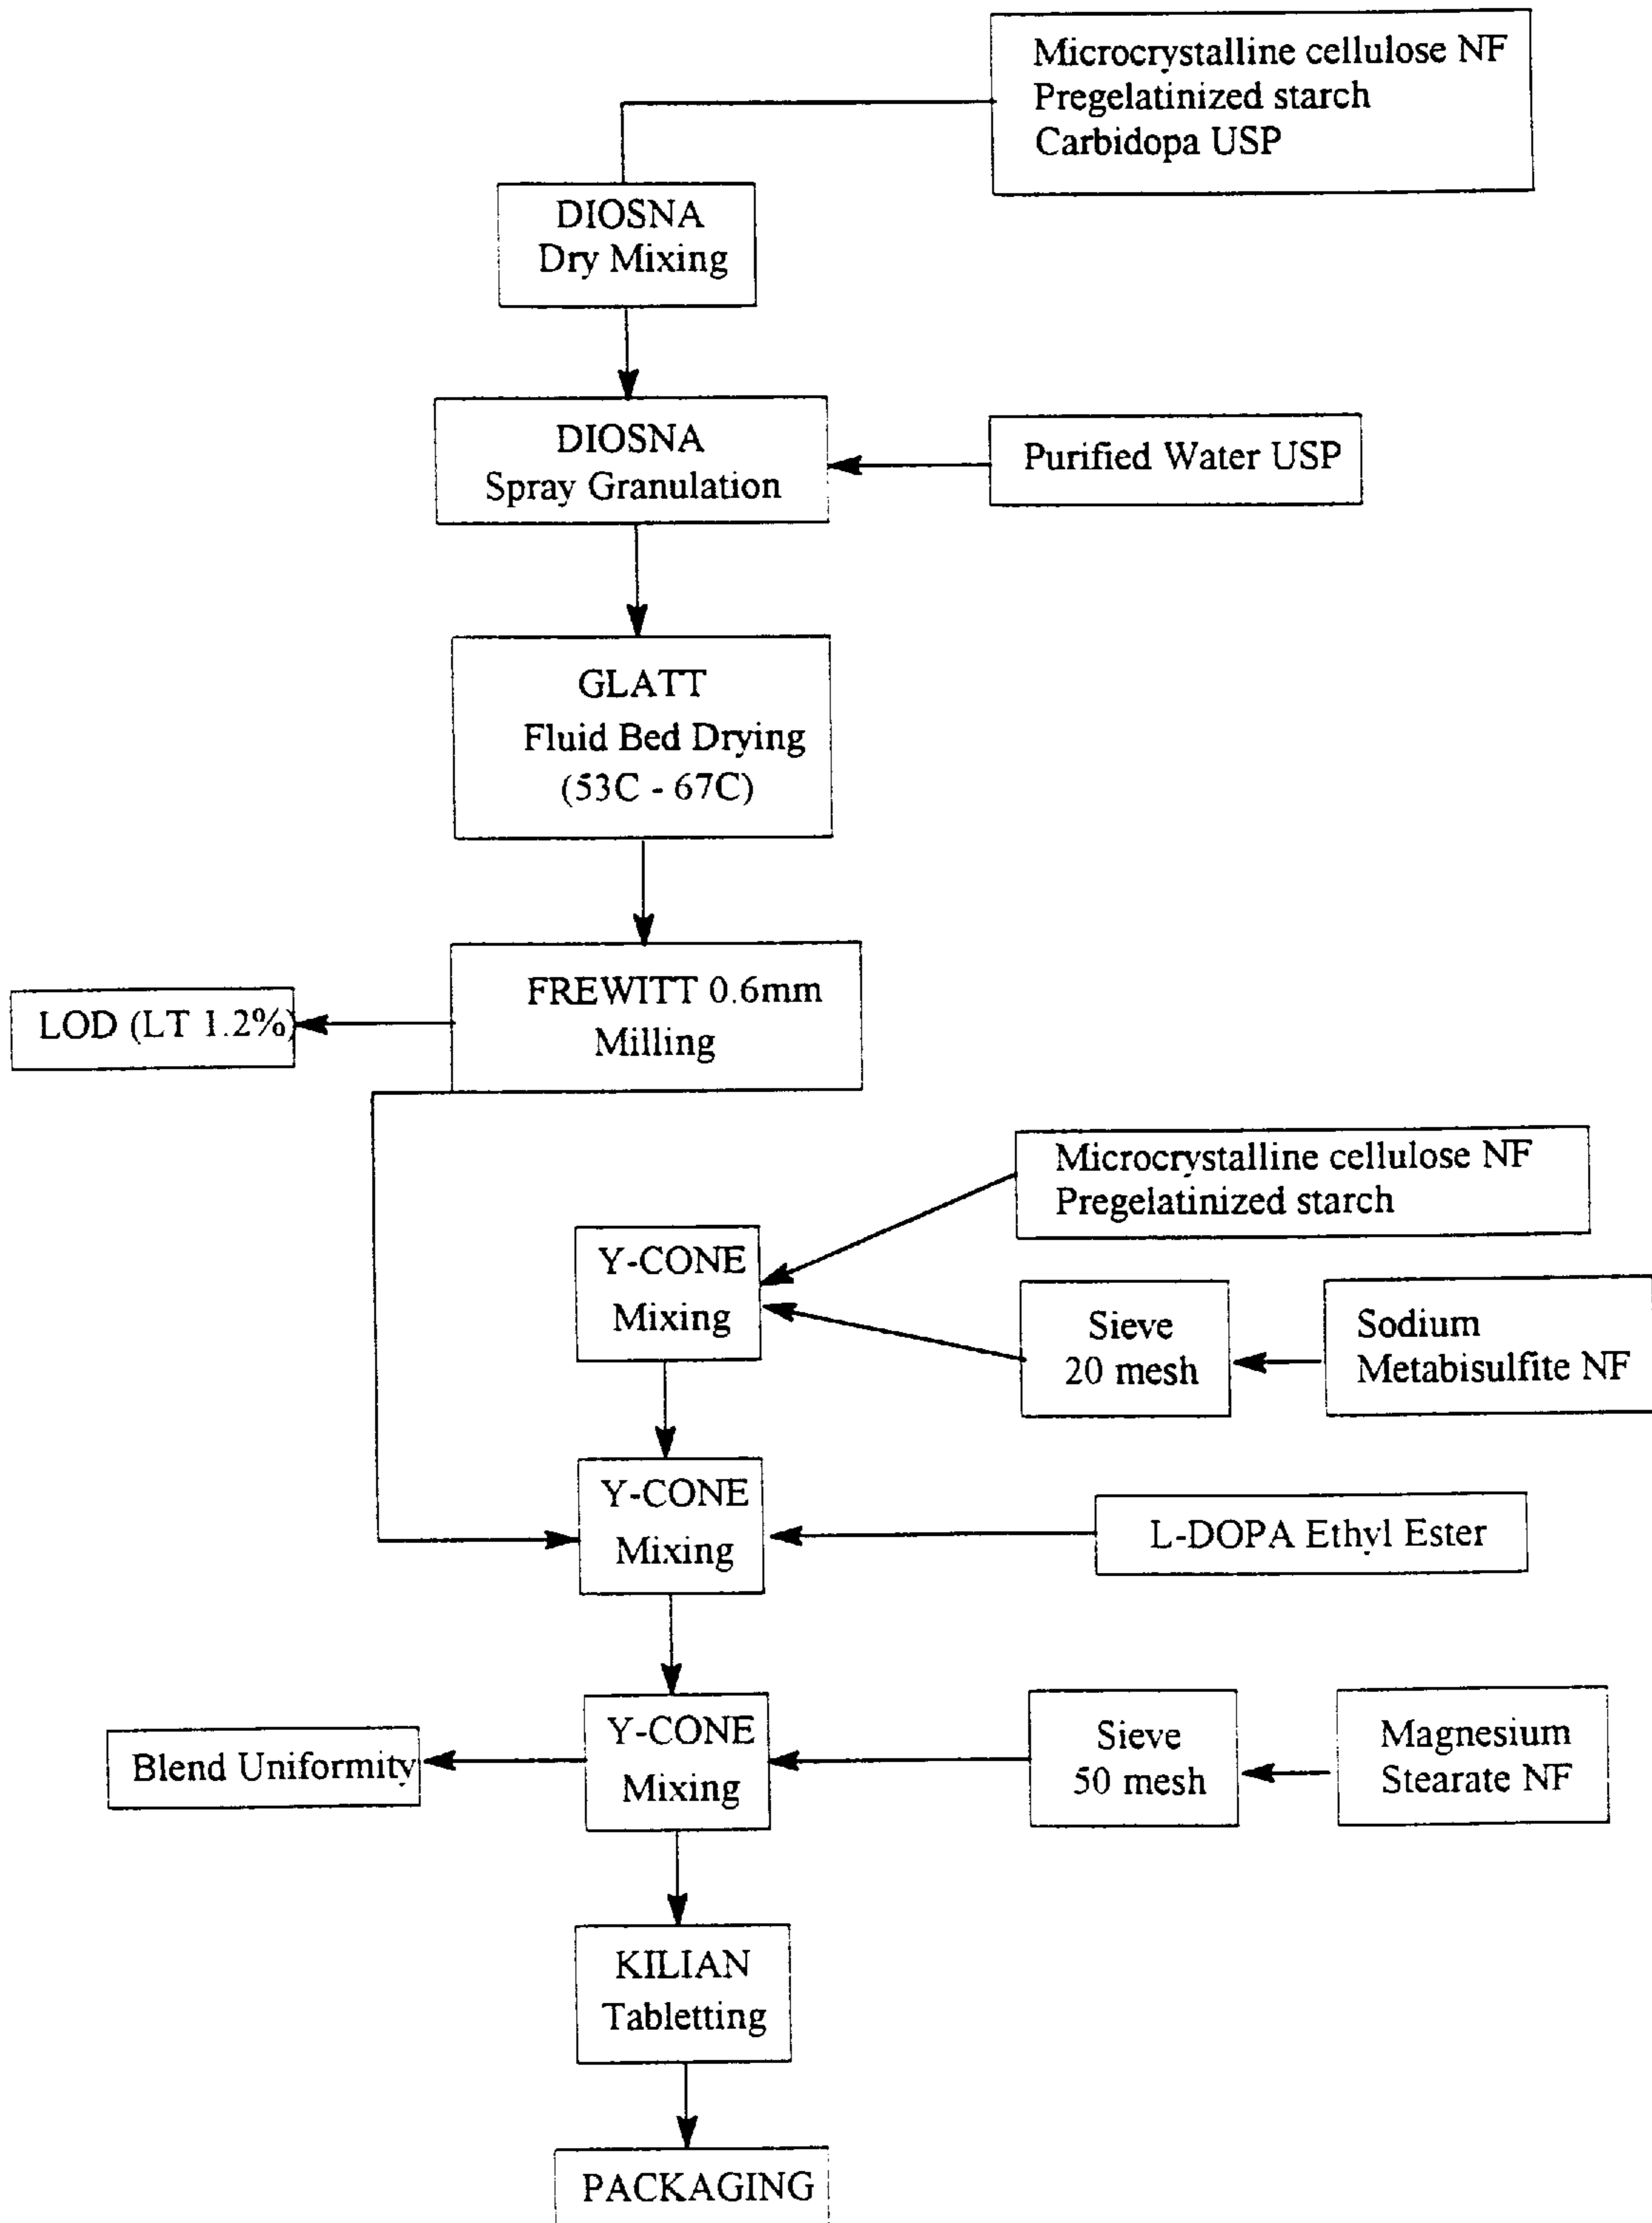 Microcrystalline cellulose NF
Pregelatinized starch
Carbidopa USP
DIOSNA
Dry Mixing
DIOSNA
Spray Granulation
Purified Water USP
GLATT
Fluid Bed Drying
(53C - 67C)
FREWITT 0.6mm
Milling
LOD (LT 1.2%)
Microcrystalline cellulose NF
Pregelatinized starch
Y-CONE
Mixing
Sieve
20 mesh
Sodium
Metabisulfite NF
Y-CONE
Mixing
L-DOPA Ethyl Ester
Y-CONE
Mixing
Blend Uniformity
Sieve
50 mesh
Magnesium
Stearate NF
KILIAN
Tabletting
PACKAGING